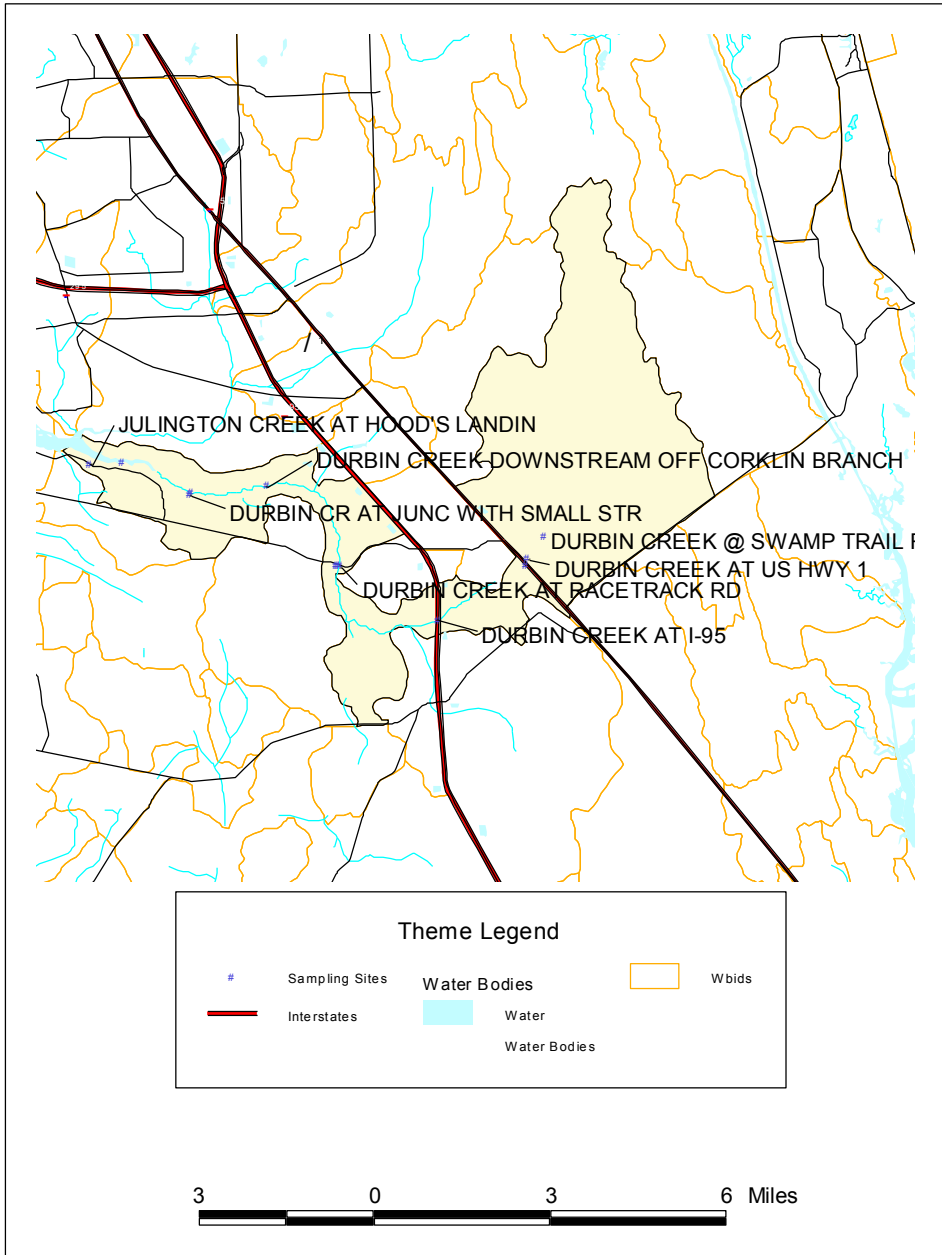 JULINGTON CREEK AT HOOD'S LANDIN
DURBIN CREEK DOWNSTREAM OFF CORKLIN BRANCH
DURBIN CR AT JUNC WITH SMALL STR
DURBIN CREEK @ SWAMP TRAIL
DURBIN CREEK AT US HWY 1
DURBIN CREEK AT RACETRACK RD
DURBIN CREEK AT I-95
Theme Legend
# Sampling Sites
Interstates
Water Bodies
Water
Water Bodies
Wbids
3 0 3 6 Miles